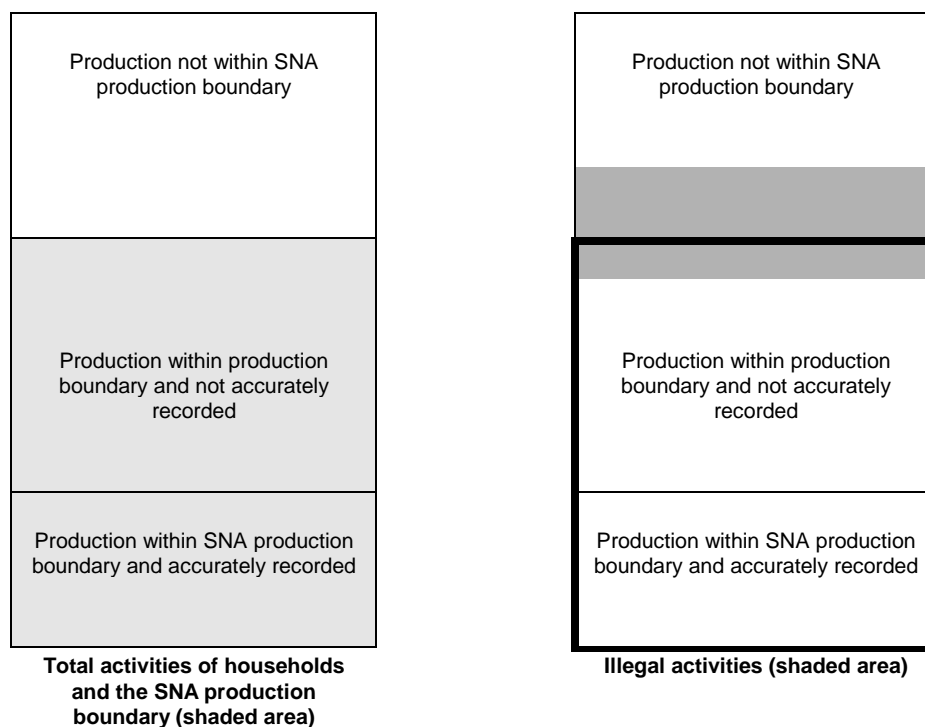 Production not within SNA
production boundary
Production within production
boundary and not accurately
recorded
Production within SNA production
boundary and accurately recorded
Total activities of households
and the SNA production
boundary (shaded area)
Production not within SNA
production boundary
Production within production
boundary and not accurately
recorded
Production within SNA production
boundary and accurately recorded
Illegal activities (shaded area)